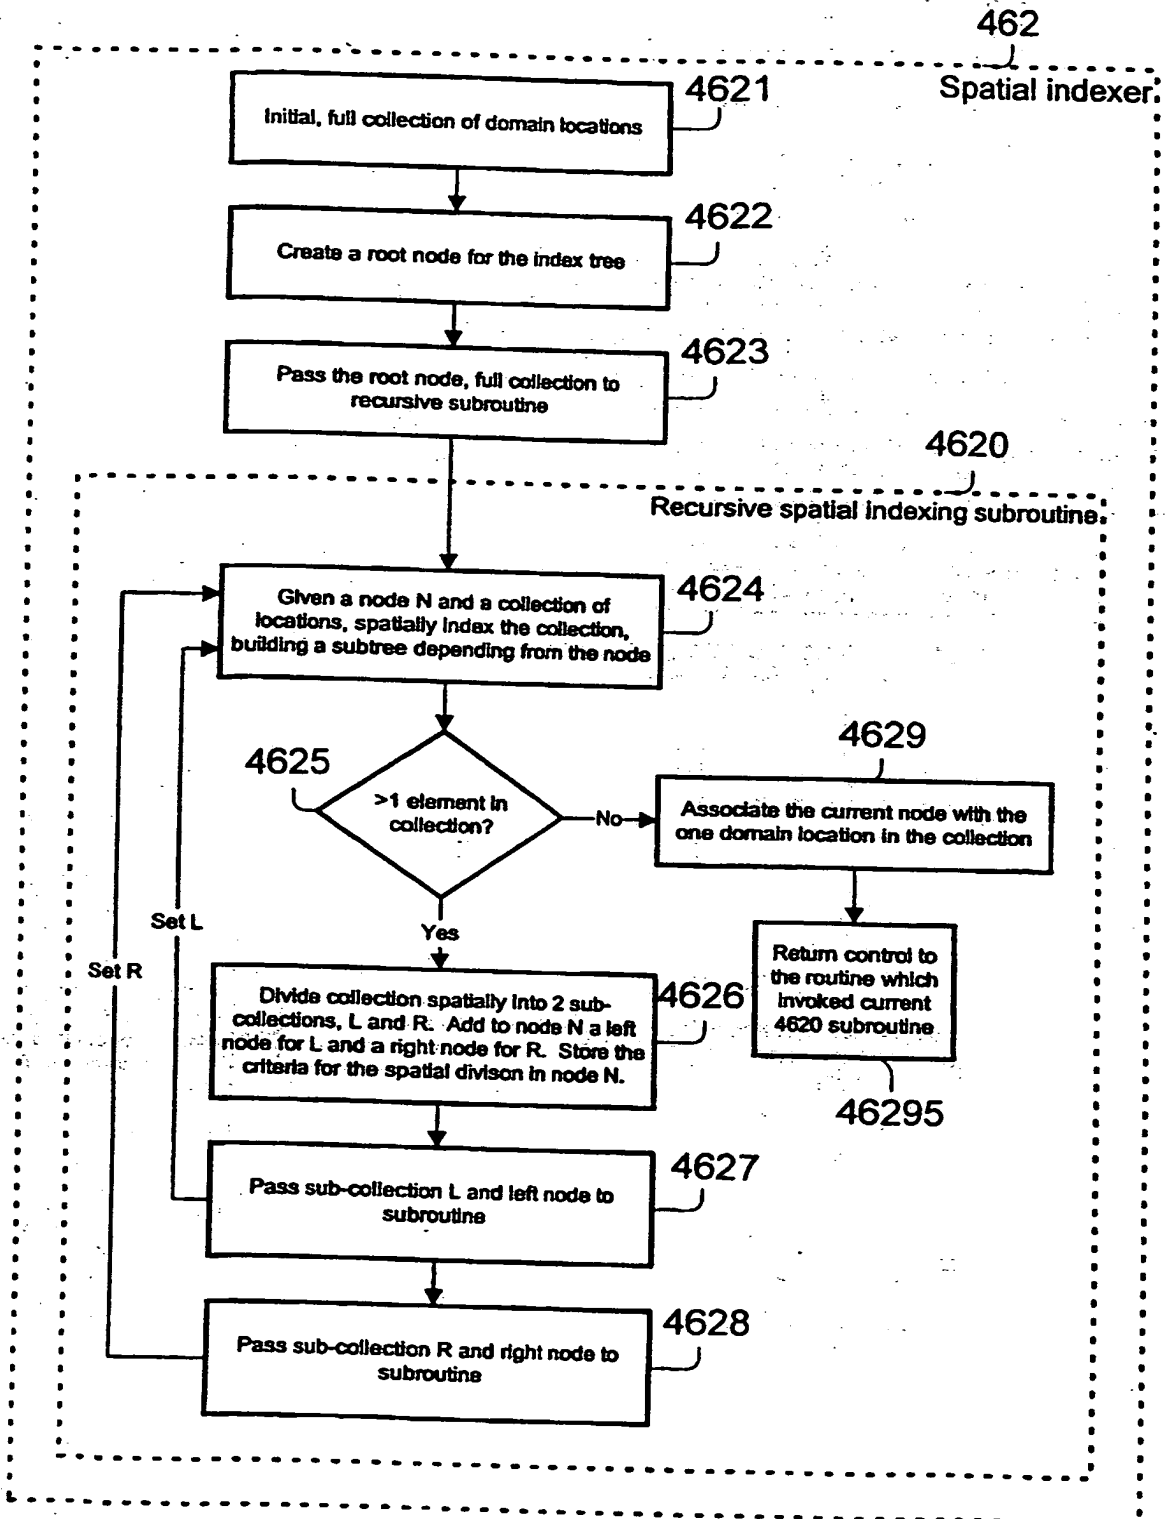 462
Spatial indexer
4621
Initial, full collection of domain locations
4622
Create a root node for the index tree
4623
Pass the root node, full collection to
recursive subroutine
4620
Recursive spatial indexing subroutine
4624
Given a node N and a collection of
locations, spatially index the collection,
building a subtree depending from the node
4625
>1 element in
collection?
No
4629
Associate the current node with the
one domain location in the collection
Yes
Set L
Set R
Return control to
the routine which
invoked current
4620 subroutine
46295
4626
Divide collection spatially into 2 sub-
collections, L and R. Add to node N a left
node for L and a right node for R. Store the
criteria for the spatial divison in node N.
4627
Pass sub-collection L and left node to
subroutine
4628
Pass sub-collection R and right node to
subroutine